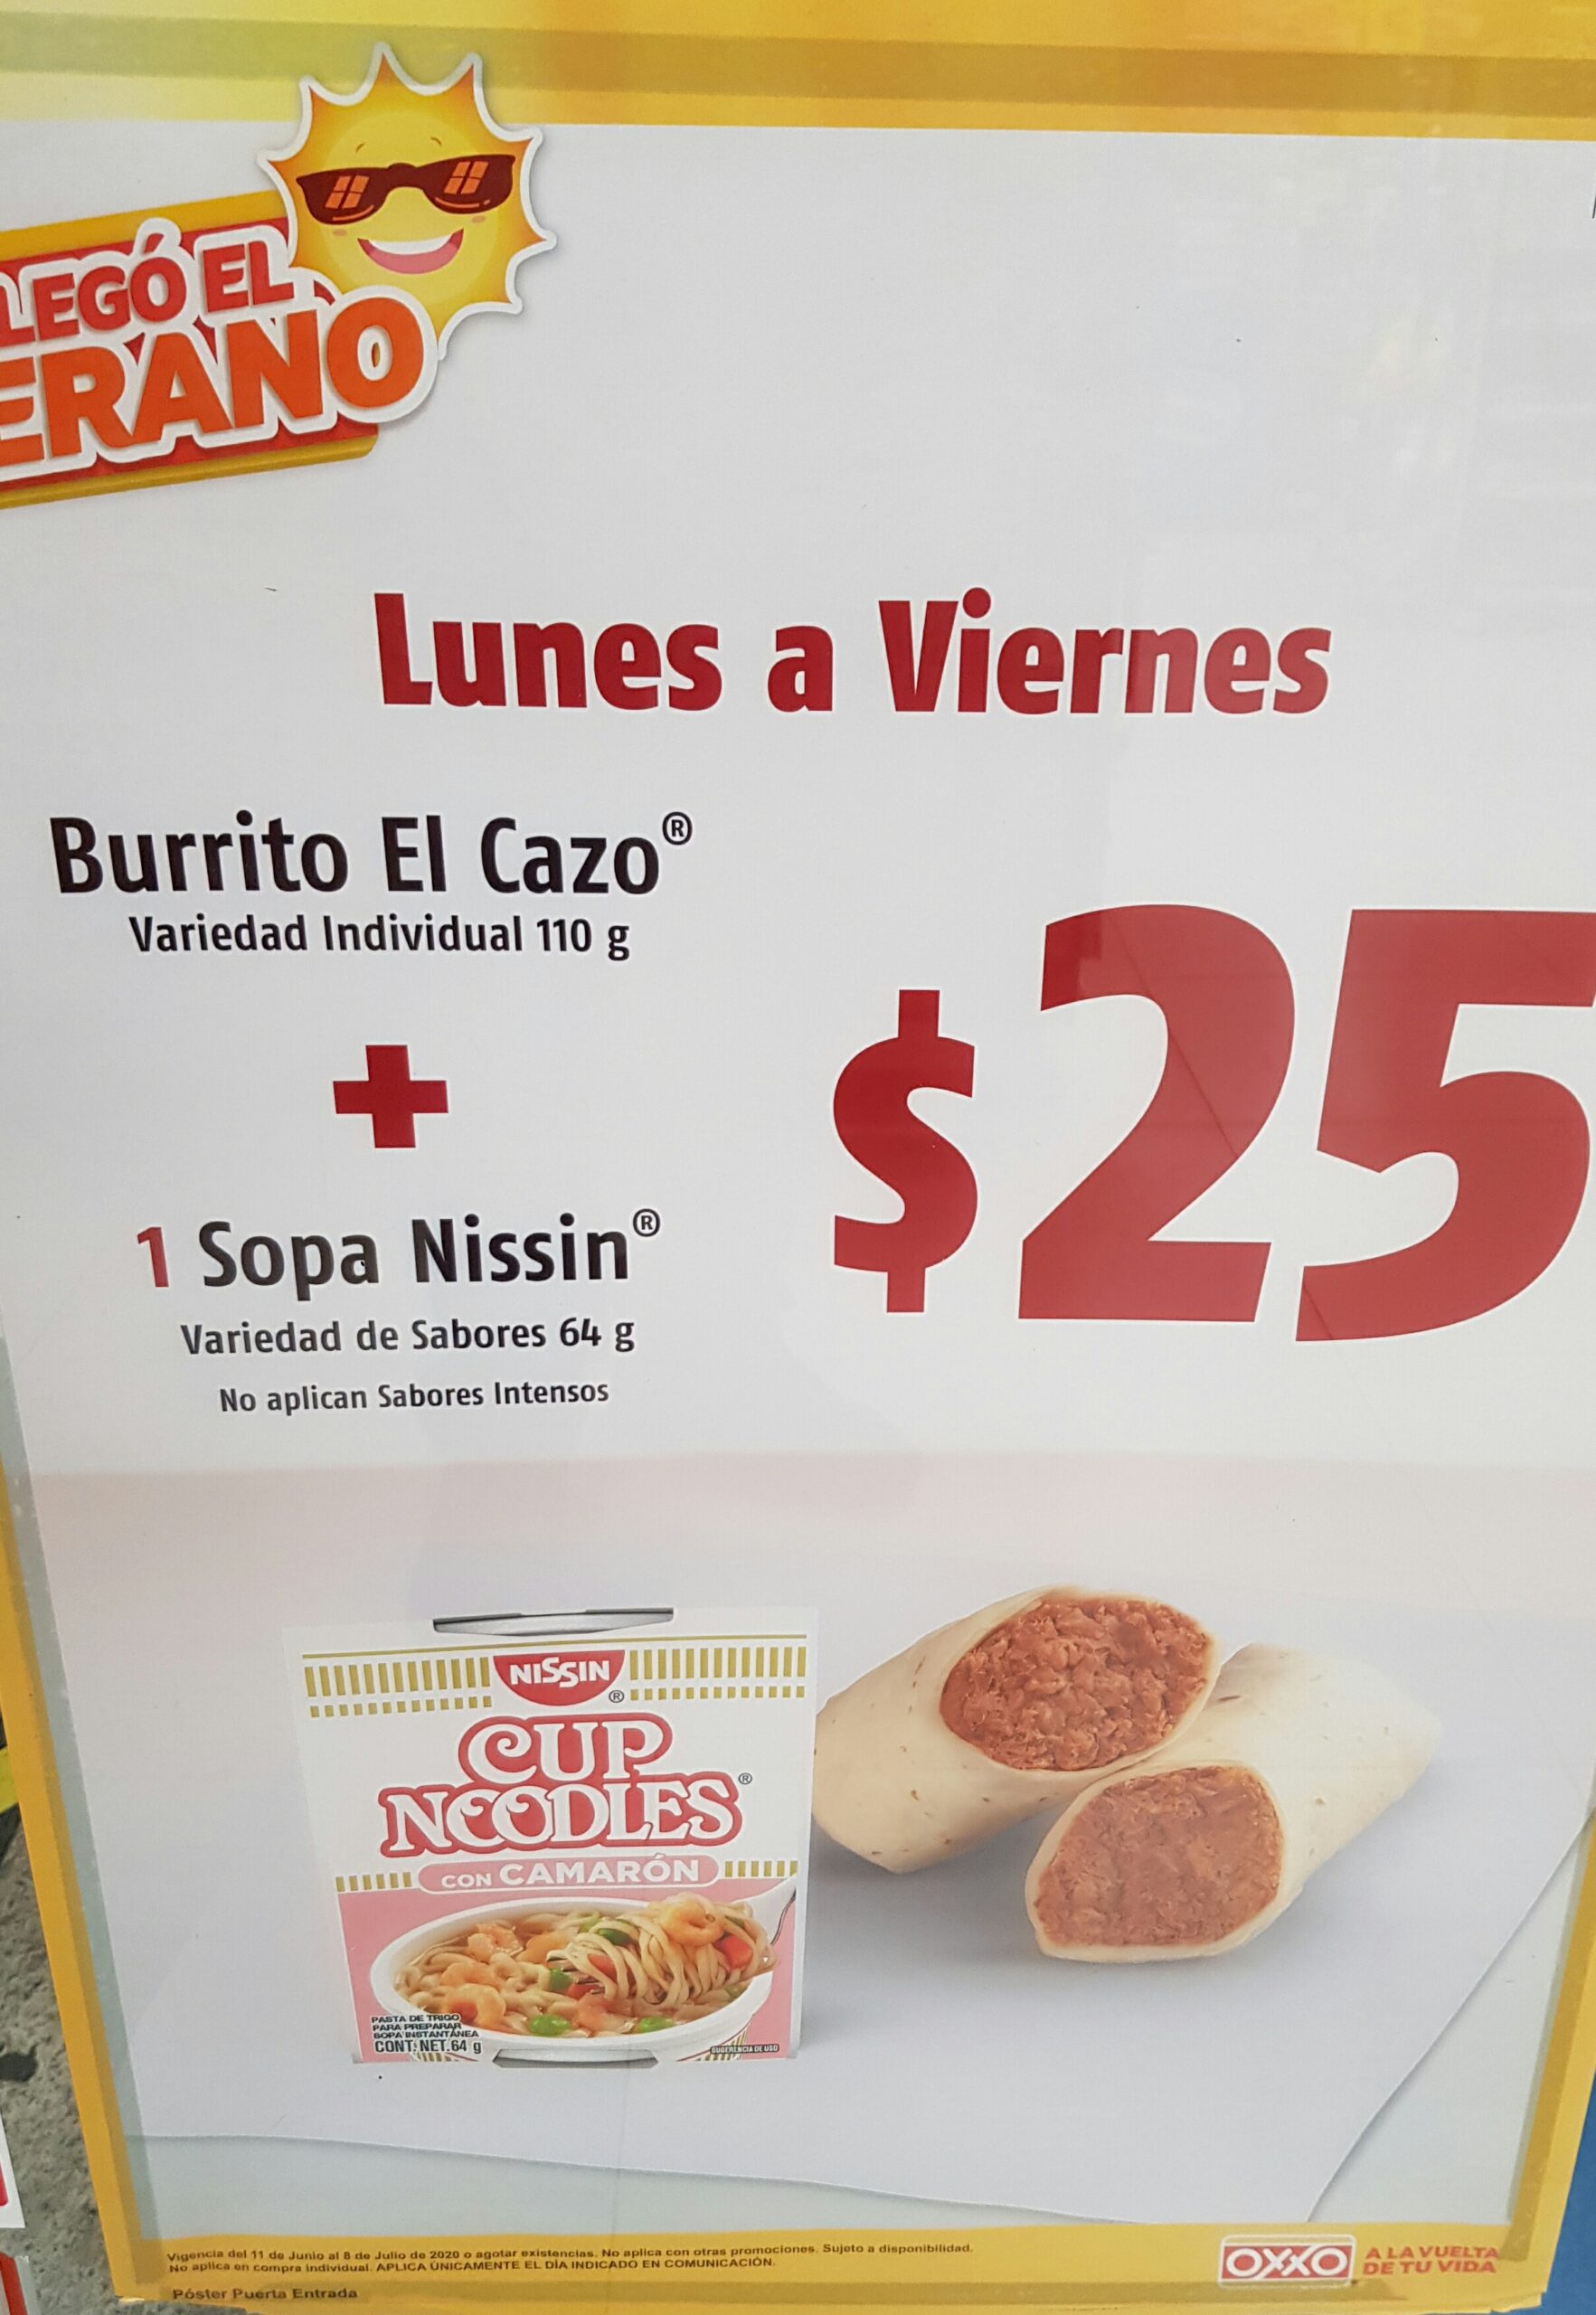 LEGÓ EL
ERANO
Lunes a Viernes
Burrito El Cazo®
Variedad Individual 110 g
+
1 Sopa Nissin®
Variedad de Sabores 64 g
No aplican Sabores Intensos
$25
NISSIN
®
CUP
NOODLES®
CON CAMARÓN
PASTA DE TRIGO
PARA PREPARAR
SOPA INSTANTÁNEA
CONT. NET. 64 g
SUGERENCIA DE USO
Vigencia del 11 de Junio al 8 de Julio de 2020 o agotar existencias. No aplica con otras promociones. Sujeto a disponibilidad.
No aplica en compra individual. APLICA ÚNICAMENTE EL DÍA INDICADO EN COMUNICACIÓN.
Póster Puerta Entrada
OXXO
A LA VUELTA
DE TU VIDA